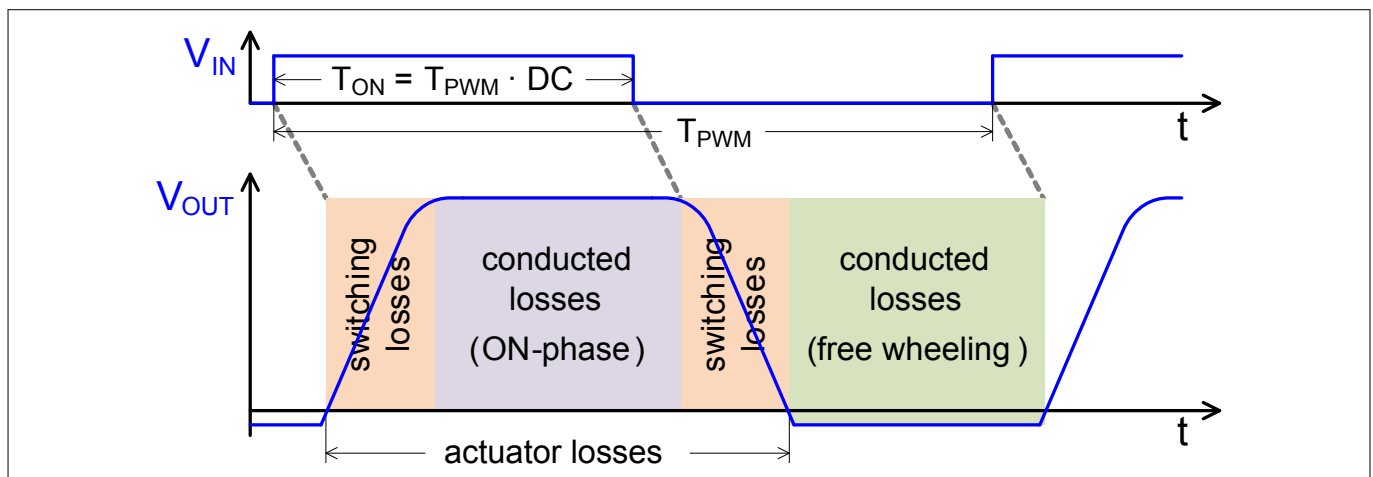 V_IN
T_ON = T_PWM · DC
t
T_PWM
V_OUT
switching
losses
conducted
losses
(ON-phase)
switching
losses
conducted
losses
(free wheeling)
t
actuator losses